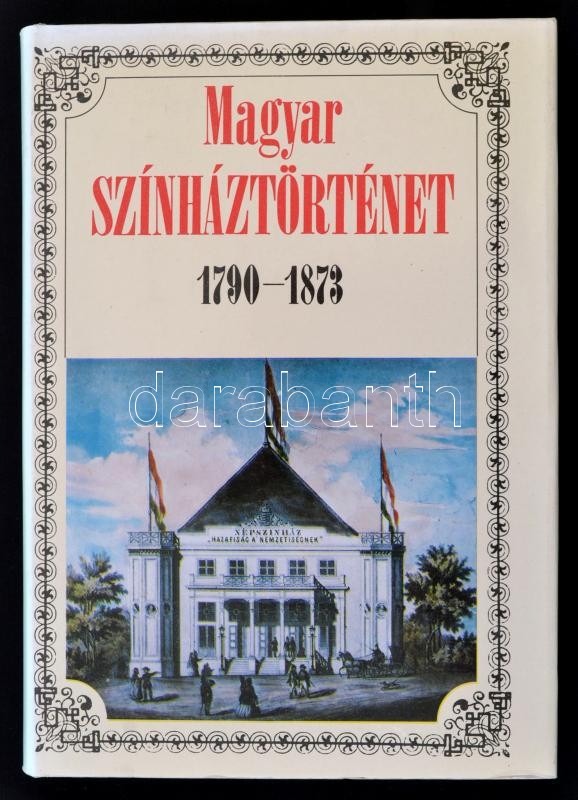 Magyar
SZÍNHÁZTÖRTÉNET
1790–1873
darabanth
NÉPSZINHÁZ
„HAZAFISÁG A NEMZETISÉGNEK”